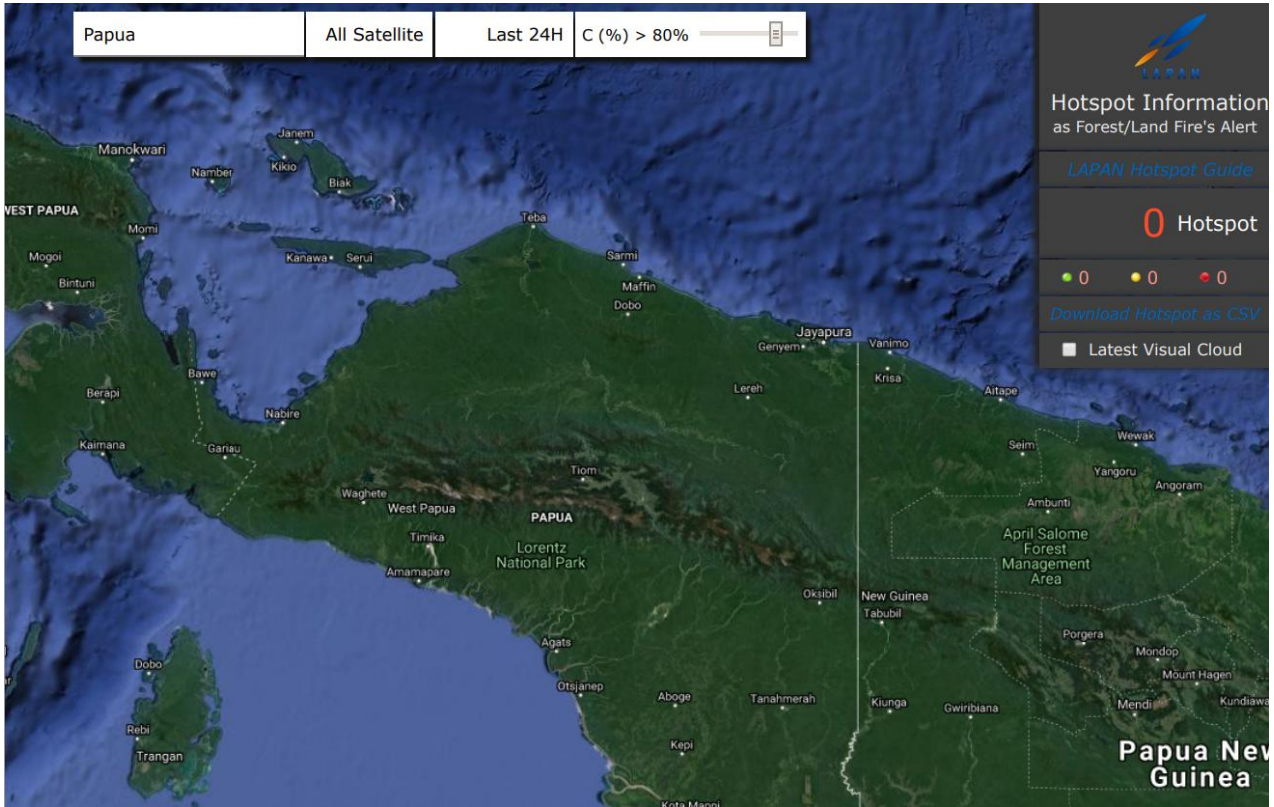 Papua
All Satellite
Last 24H
C (%) > 80%
LAPAN
Hotspot Information
as Forest/Land Fire's Alert
LAPAN Hotspot Guide
0 Hotspot
0 0 0
Download Hotspot as CSV
Latest Visual Cloud
Janem
Manokwari
Kikio
Namber
Biak
WEST PAPUA
Teba
Momi
Mogoi
Kanawa
Serui
Sarmi
Bintuni
Maffin
Dobo
Jayapura
Genyem
Vanimo
Bawe
Krisa
Berapi
Lereh
Aitape
Nabire
Kaimana
Gariau
Seim
Wewak
Tiom
Yangoru
Waghete
Angoram
West Papua
PAPUA
Ambunti
Timika
Lorentz
National Park
April Salome
Forest
Management
Area
Amamapare
Oksibil
New Guinea
Tabubil
Agats
Porgera
Dobo
Mondop
Mount Hagen
Otsjanep
Aboge
Tanahmerah
Kiunga
Gwiribiana
Mendi
Kundiawa
Rebi
Trangan
Kepi
Papua New
Guinea
Kota Mappi